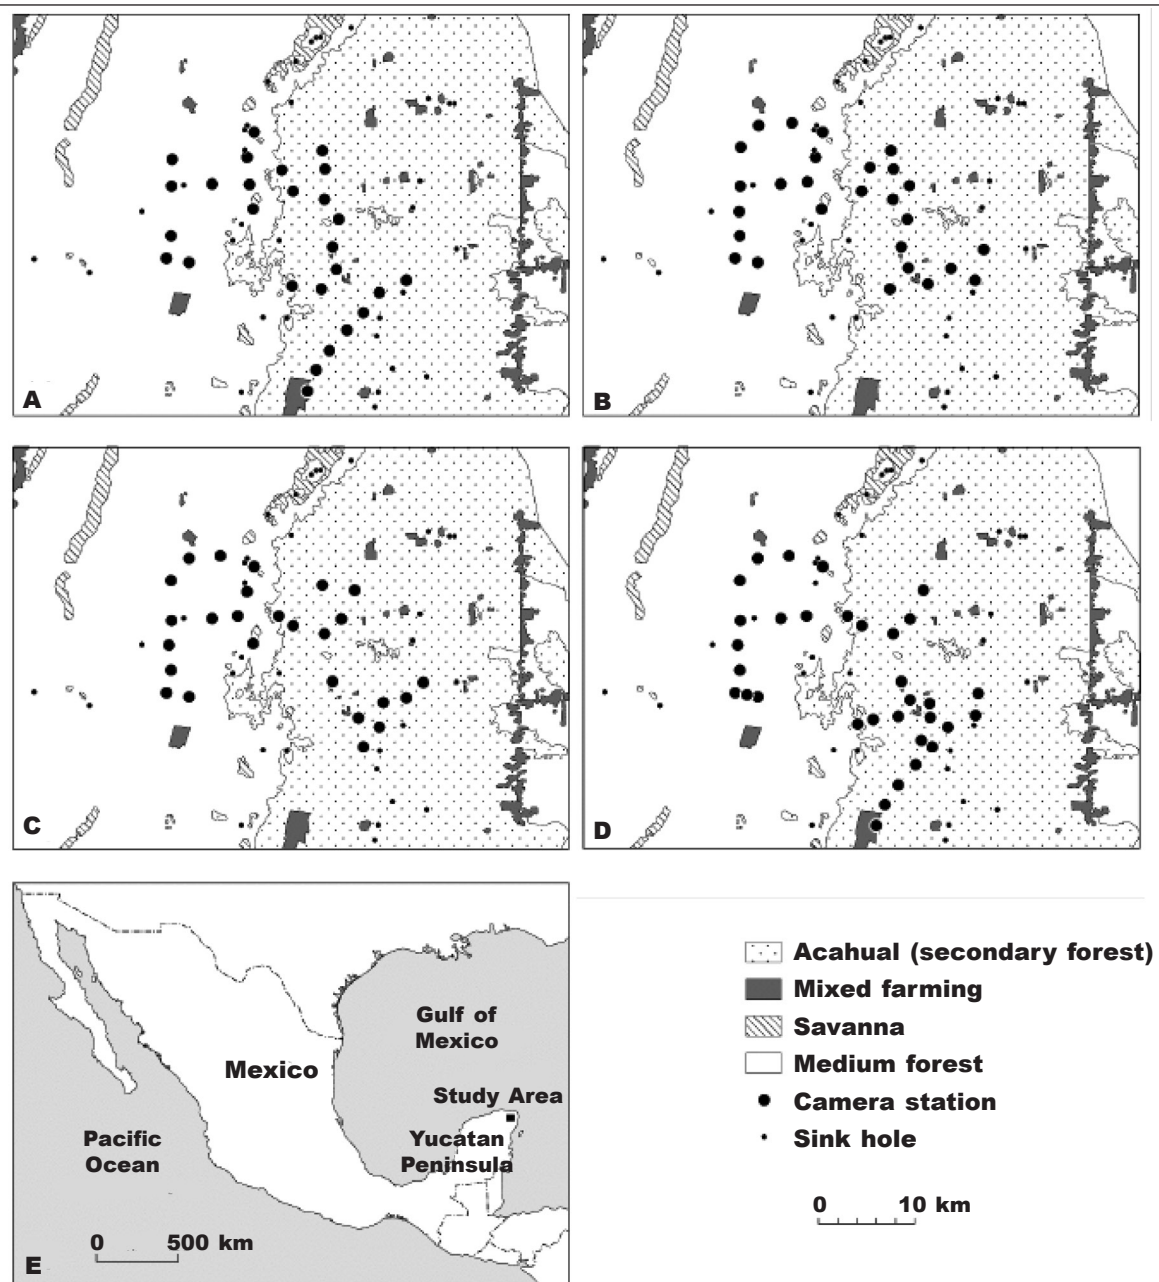 A
B
C
D
Gulf of
Mexico
Mexico
Study Area
Pacific
Ocean
Yucatan
Peninsula
0 500 km
E
Acahual (secondary forest)
Mixed farming
Savanna
Medium forest
Camera station
Sink hole
0 10 km